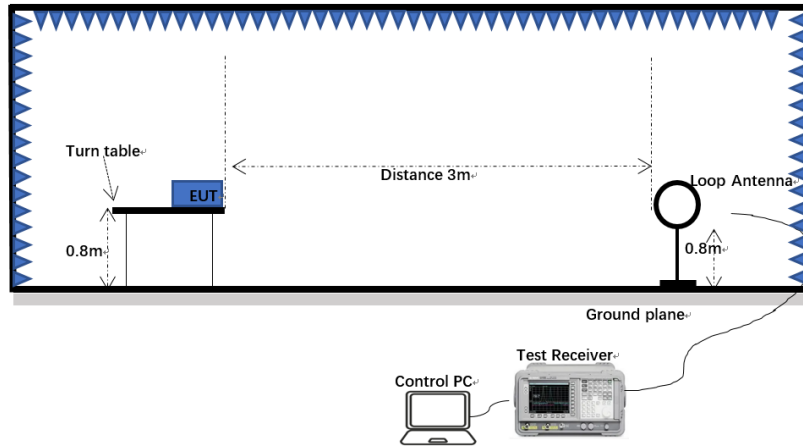 Turn table
EUT
Distance 3m
Loop Antenna
0.8m
0.8m
Ground plane
Test Receiver
Control PC